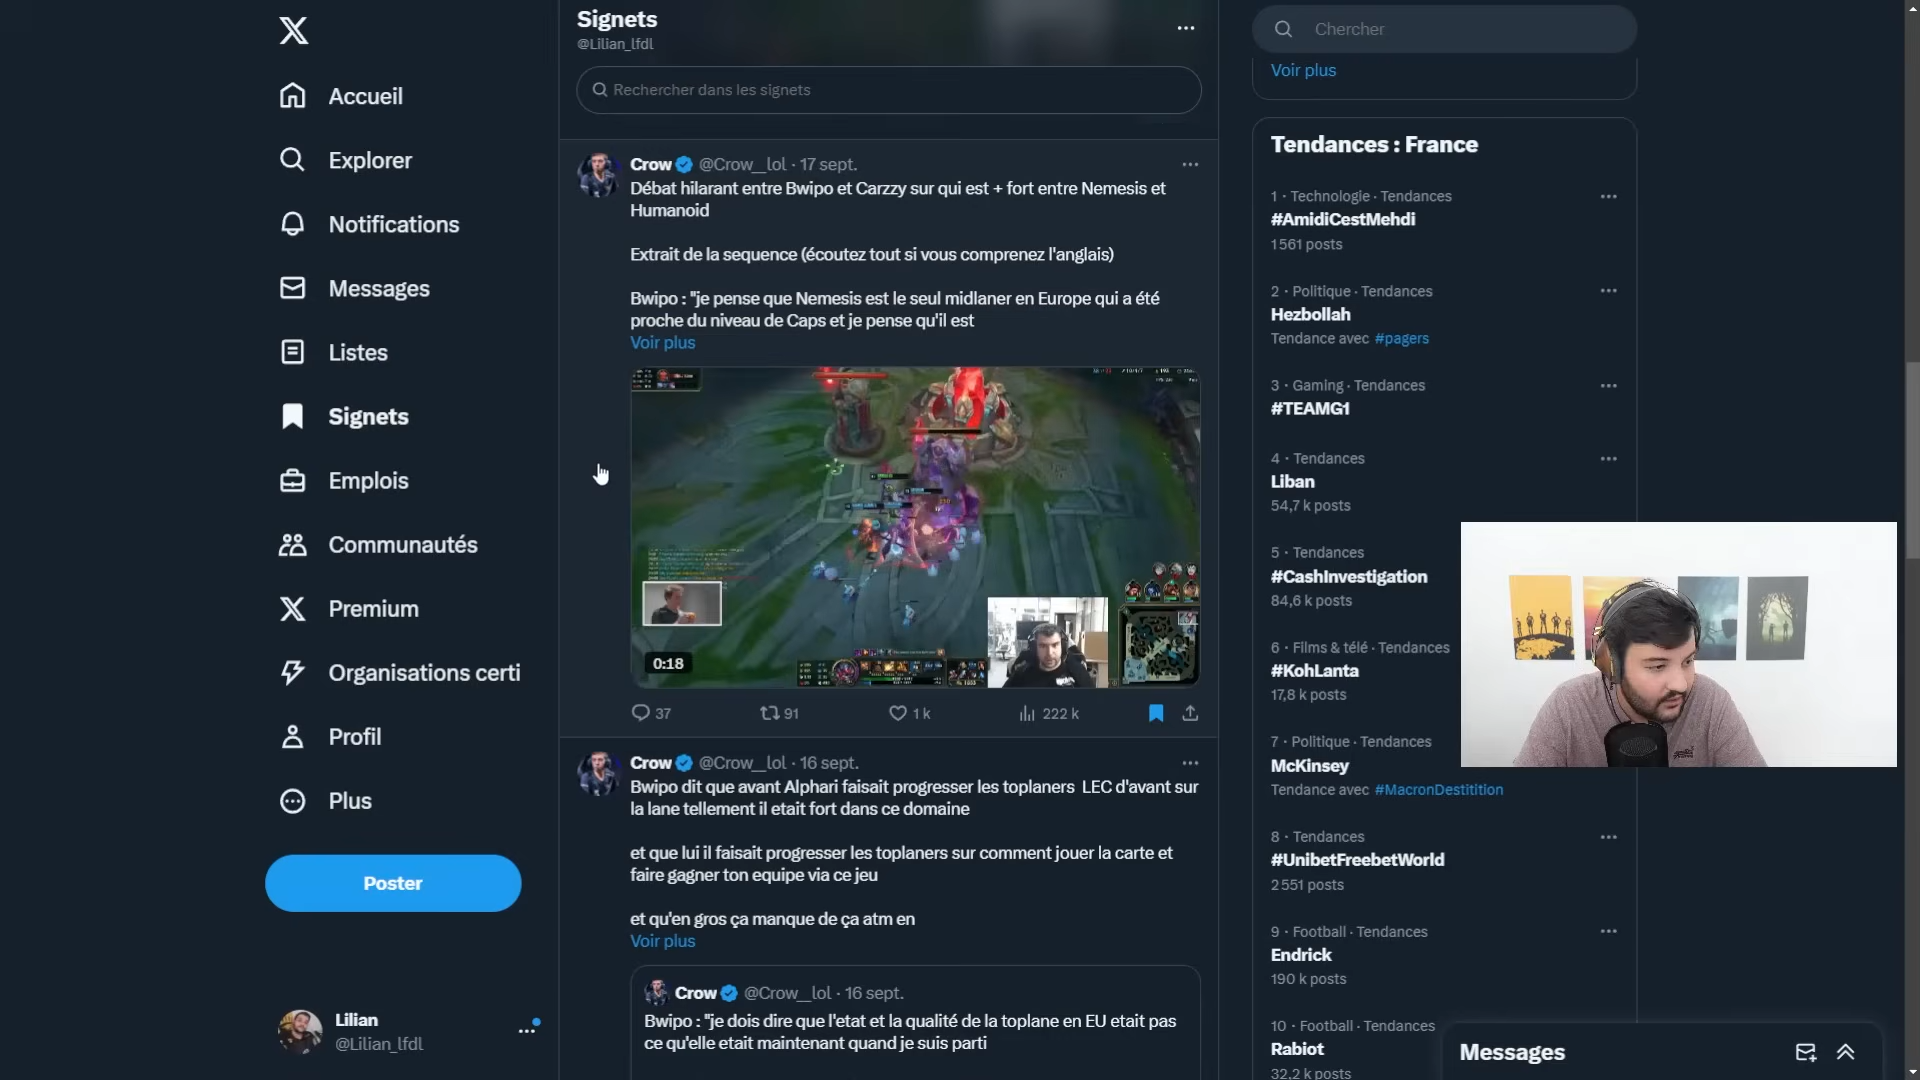 Accueil
Explorer
Notifications
Messages
Listes
Signets
Emplois
Communautés
Premium
Organisations certi
Profil
Plus
Poster
Lilian
@Lilian_lfdl
Signets
@Lilian_lfdl
Rechercher dans les signets
Crow @Crow__lol · 17 sept.
Débat hilarant entre Bwipo et Carzzy sur qui est + fort entre Nemesis et
Humanoid
Extrait de la sequence (écoutez tout si vous comprenez l'anglais)
Bwipo : "je pense que Nemesis est le seul midlaner en Europe qui a été
proche du niveau de Caps et je pense qu'il est
Voir plus
0:18
37 91 1 k 222 k
Crow @Crow__lol · 16 sept.
Bwipo dit que avant Alphari faisait progresser les toplaners LEC d'avant sur
la lane tellement il etait fort dans ce domaine
et que lui il faisait progresser les toplaners sur comment jouer la carte et
faire gagner ton equipe via ce jeu
et qu'en gros ça manque de ça atm en
Voir plus
Crow @Crow__lol · 16 sept.
Bwipo : "je dois dire que l'etat et la qualité de la toplane en EU etait pas
ce qu'elle etait maintenant quand je suis parti
Chercher
Voir plus
Tendances : France
1 · Technologie · Tendances
#AmidiCestMehdi
1 561 posts
2 · Politique · Tendances
Hezbollah
Tendance avec #pagers
3 · Gaming · Tendances
#TEAMG1
4 · Tendances
Liban
54,7 k posts
5 · Tendances
#CashInvestigation
84,6 k posts
6 · Films & télé · Tendances
#KohLanta
17,8 k posts
7 · Politique · Tendances
McKinsey
Tendance avec #MacronDestitition
8 · Tendances
#UnibetFreebetWorld
2 551 posts
9 · Football · Tendances
Endrick
190 k posts
10 · Football · Tendances
Rabiot
32,2 k posts
Messages